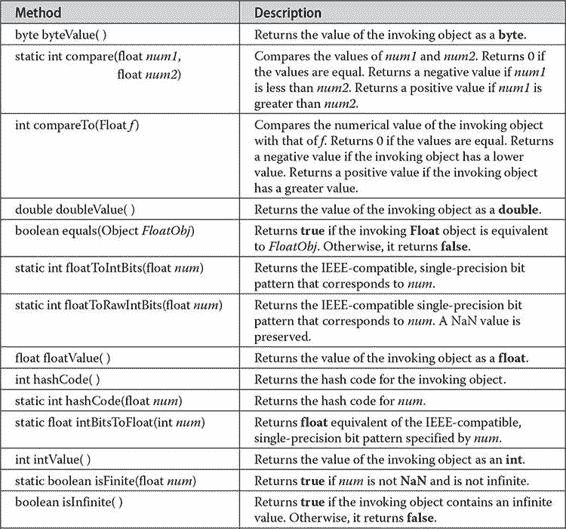 Method Description
byte byteValue( ) Returns the value of the invoking object as a byte.
static int compare(float num1, Compares the values of num1 and num2. Returns 0 if
float num2) the values are equal. Returns a negative value if num1
is less than num2. Returns a positive value if num1 is
greater than num2.
int compareTo(Float f) Compares the numerical value of the invoking object
with that of f. Returns 0 if the values are equal. Returns
a negative value if the invoking object has a lower
value. Returns a positive value if the invoking object
has a greater value.
double doubleValue( ) Returns the value of the invoking object as a double.
boolean equals(Object FloatObj) Returns true if the invoking Float object is equivalent
to FloatObj. Otherwise, it returns false.
static int floatToIntBits(float num) Returns the IEEE-compatible, single-precision bit
pattern that corresponds to num.
static int floatToRawIntBits(float num) Returns the IEEE-compatible single-precision bit
pattern that corresponds to num. A NaN value is
preserved.
float floatValue( ) Returns the value of the invoking object as a float.
int hashCode( ) Returns the hash code for the invoking object.
static int hashCode(float num) Returns the hash code for num.
static float intBitsToFloat(int num) Returns float equivalent of the IEEE-compatible,
single-precision bit pattern specified by num.
int intValue( ) Returns the value of the invoking object as an int.
static boolean isFinite(float num) Returns true if num is not NaN and is not infinite.
boolean isInfinite( ) Returns true if the invoking object contains an infinite
value. Otherwise, it returns false.